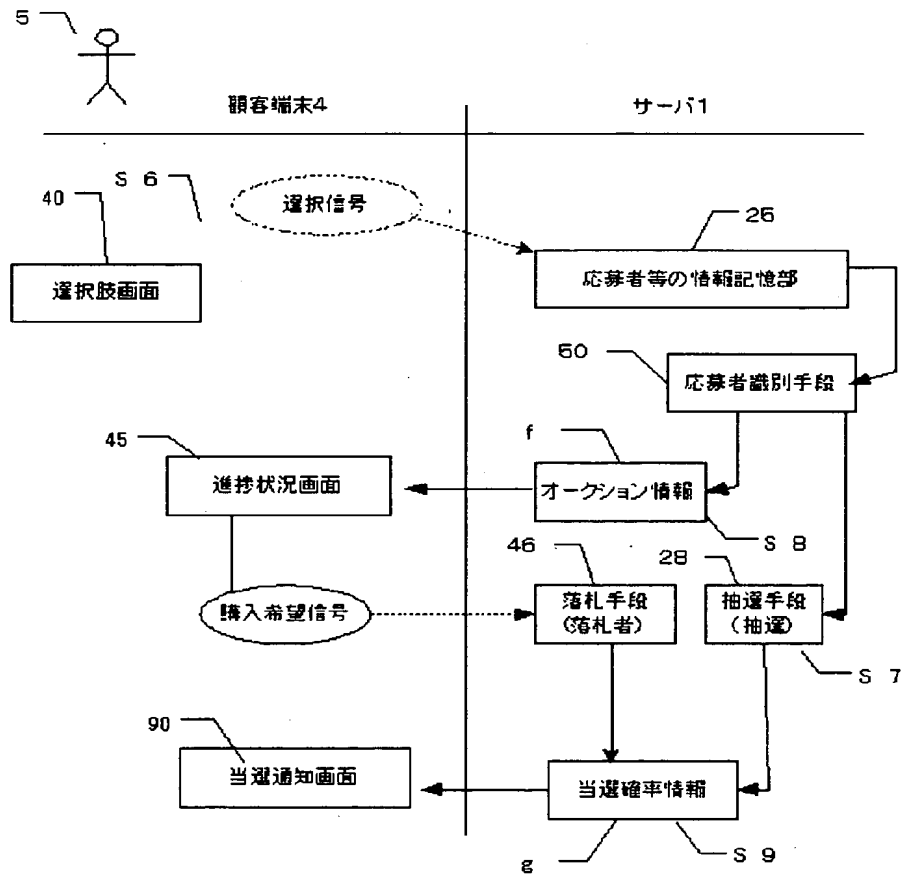 5
顧客端末4
サーバ1
S 6
選択信号
40
26
選択肢画面
応募者等の情報記憶部
50
応募者識別手段
45
f
進捗状況画面
オークション情報
S 8
46
28
購入希望信号
落札手段
(落札者)
抽選手段
(抽選)
S 7
90
当選通知画面
当選確率情報
g
S 9